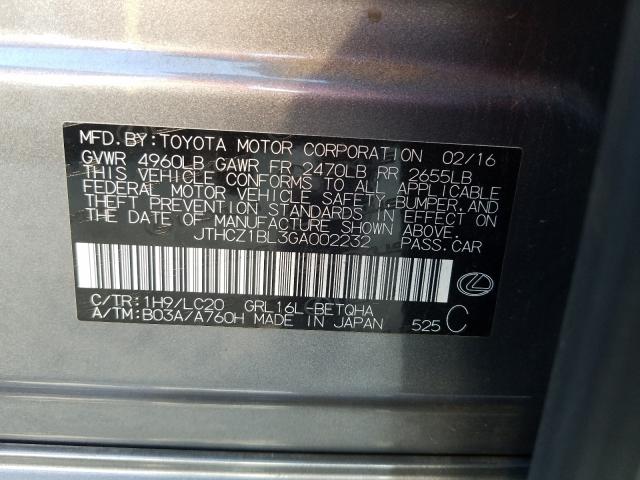 MFD. BY: TOYOTA MOTOR CORPORATION 02/16
GVWR 4960LB GAWR FR 2470LB RR 2655LB
THIS VEHICLE CONFORMS TO ALL APPLICABLE
FEDERAL MOTOR VEHICLE SAFETY, BUMPER, AND
THEFT PREVENTION STANDARDS IN EFFECT ON
THE DATE OF MANUFACTURE SHOWN ABOVE.
JTHCZ1BL3GA002232 PASS. CAR
C/TR: 1H9/LC20 GRL16L-BETQHA
A/TM: B03A/A760H MADE IN JAPAN 525 C